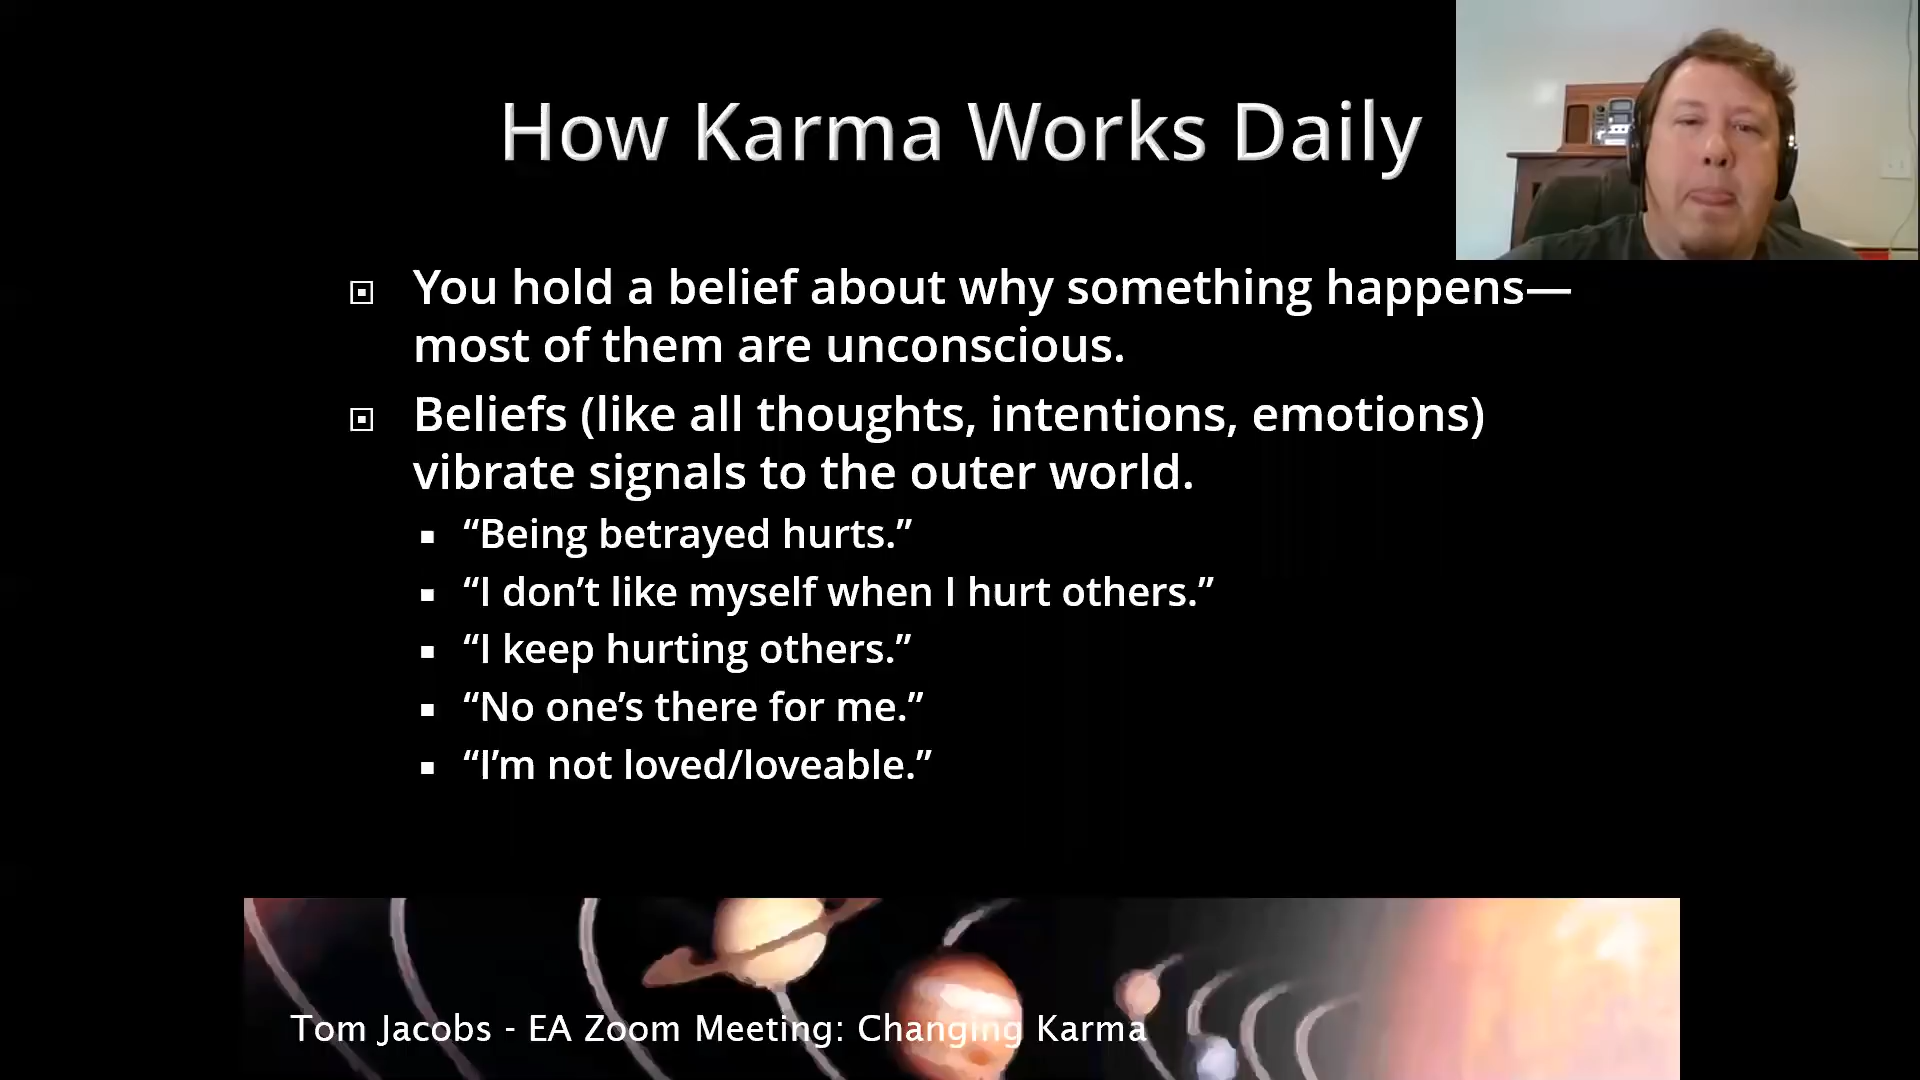 How Karma Works Daily
You hold a belief about why something happens—
most of them are unconscious.
Beliefs (like all thoughts, intentions, emotions)
vibrate signals to the outer world.
“Being betrayed hurts.”
“I don’t like myself when I hurt others.”
“I keep hurting others.”
“No one’s there for me.”
“I’m not loved/loveable.”
Tom Jacobs - EA Zoom Meeting: Changing Karma